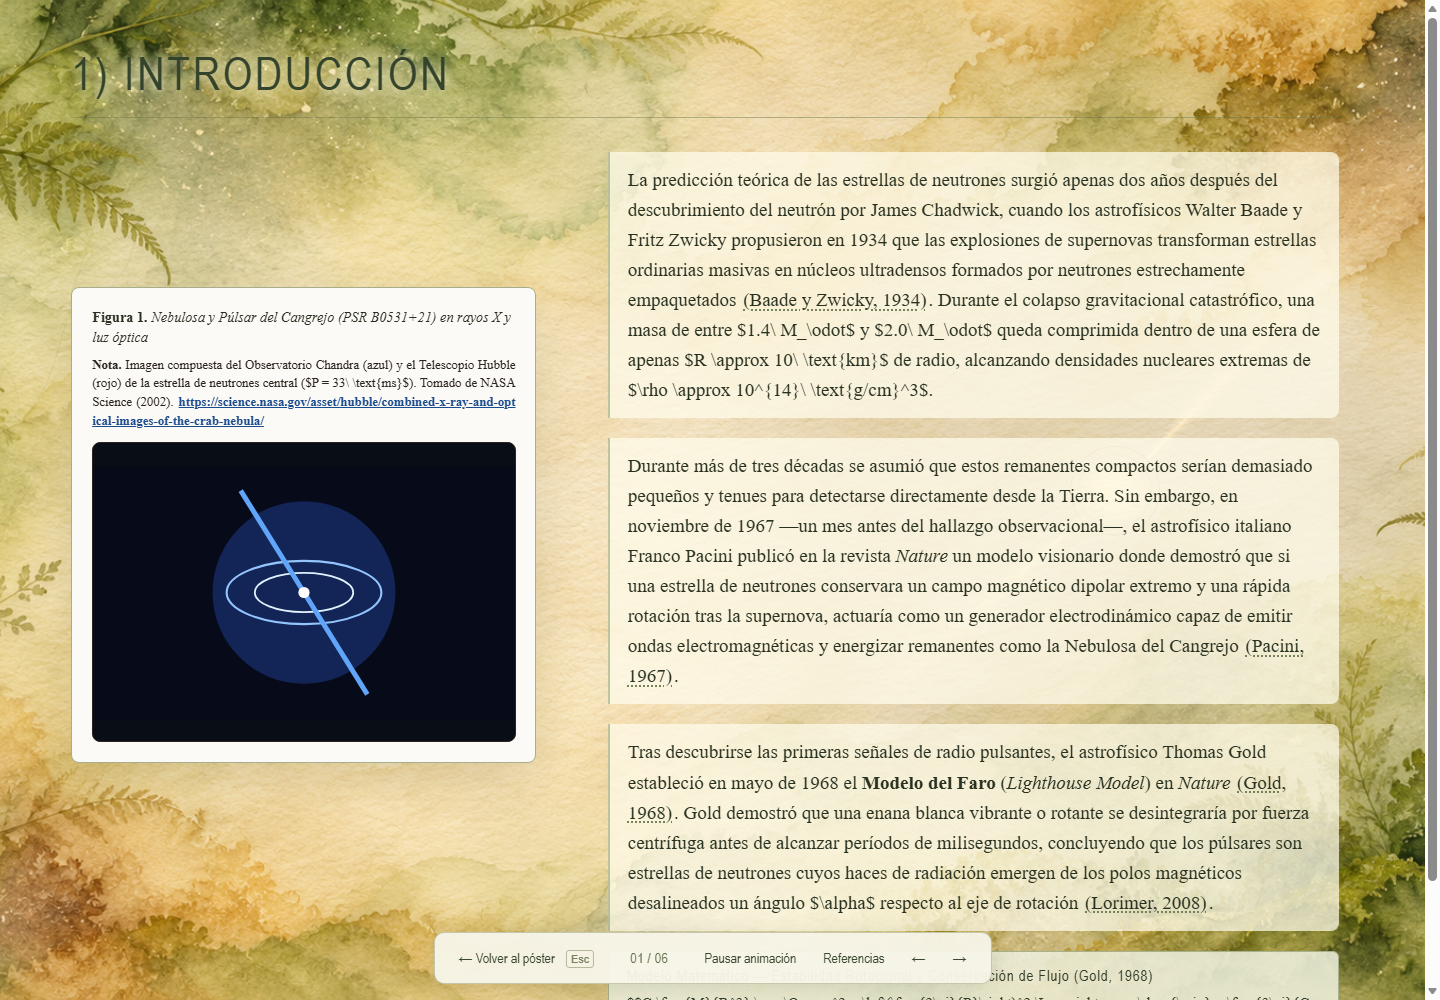 1) INTRODUCCIÓN
Figura 1. Nebulosa y Púlsar del Cangrejo (PSR B0531+21) en rayos X y
luz óptica
Nota. Imagen compuesta del Observatorio Chandra (azul) y el Telescopio Hubble
(rojo) de la estrella de neutrones central ($P = 33\ \text{ms}$). Tomado de NASA
Science (2002). https://science.nasa.gov/asset/hubble/combined-x-ray-and-opt
ical-images-of-the-crab-nebula/
La predicción teórica de las estrellas de neutrones surgió apenas dos años después del
descubrimiento del neutrón por James Chadwick, cuando los astrofísicos Walter Baade y
Fritz Zwicky propusieron en 1934 que las explosiones de supernovas transforman estrellas
ordinarias masivas en núcleos ultradensos formados por neutrones estrechamente
empaquetados (Baade y Zwicky, 1934). Durante el colapso gravitacional catastrófico, una
masa de entre $1.4\ M_\odot$ y $2.0\ M_\odot$ queda comprimida dentro de una esfera de
apenas $R \approx 10\ \text{km}$ de radio, alcanzando densidades nucleares extremas de
$\rho \approx 10^{14}\ \text{g/cm}^3$.
Durante más de tres décadas se asumió que estos remanentes compactos serían demasiado
pequeños y tenues para detectarse directamente desde la Tierra. Sin embargo, en
noviembre de 1967 —un mes antes del hallazgo observacional—, el astrofísico italiano
Franco Pacini publicó en la revista Nature un modelo visionario donde demostró que si
una estrella de neutrones conservara un campo magnético dipolar extremo y una rápida
rotación tras la supernova, actuaría como un generador electrodinámico capaz de emitir
ondas electromagnéticas y energizar remanentes como la Nebulosa del Cangrejo (Pacini,
1967).
Tras descubrirse las primeras señales de radio pulsantes, el astrofísico Thomas Gold
estableció en mayo de 1968 el Modelo del Faro (Lighthouse Model) en Nature (Gold,
1968). Gold demostró que una enana blanca vibrante o rotante se desintegraría por fuerza
centrífuga antes de alcanzar períodos de milisegundos, concluyendo que los púlsares son
estrellas de neutrones cuyos haces de radiación emergen de los polos magnéticos
desalineados un ángulo $\alpha$ respecto al eje de rotación (Lorimer, 2008).
de Flujo (Gold, 1968)
← Volver al póster Esc 01 / 06 Pausar animación Referencias ← →